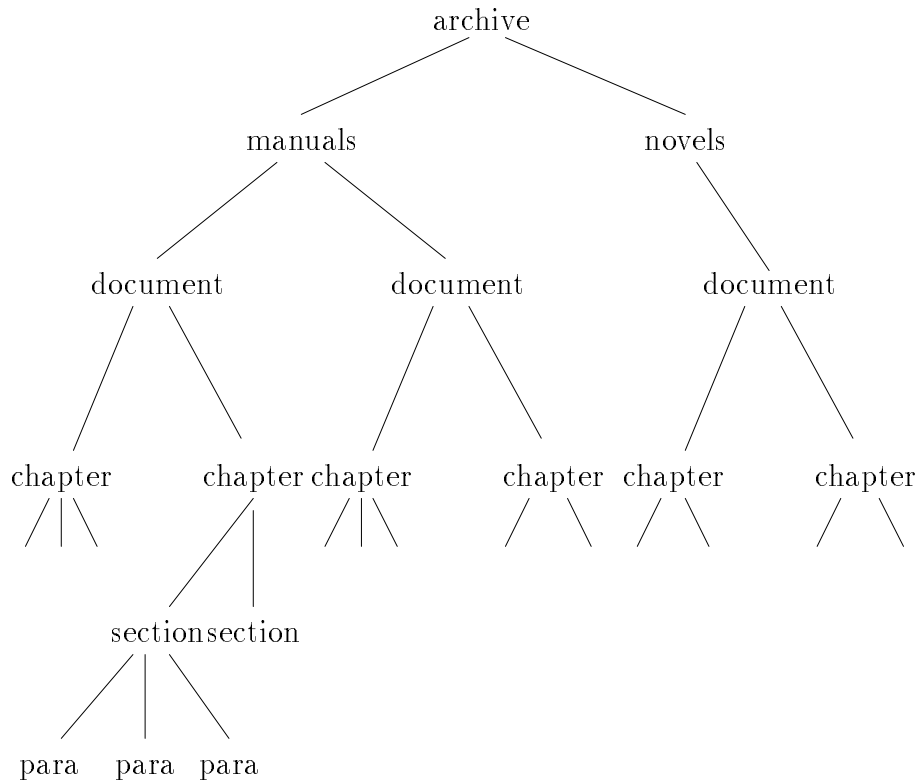 archive
manuals novels
document document document
chapter chapter chapter chapter chapter chapter
section section
para para para